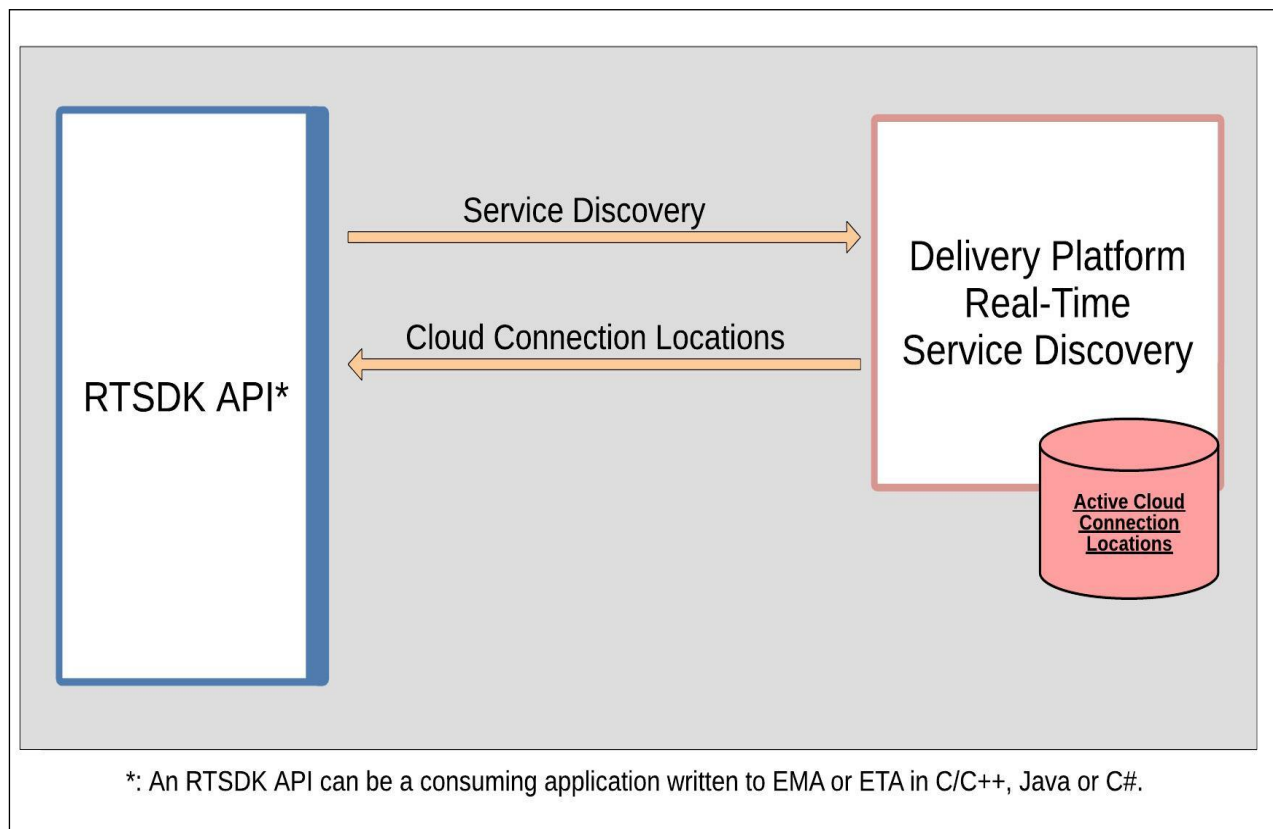 Service Discovery
Cloud Connection Locations
RTSDK API*
Delivery Platform
Real-Time
Service Discovery
Active Cloud
Connection
Locations
*: An RTSDK API can be a consuming application written to EMA or ETA in C/C++, Java or C#.